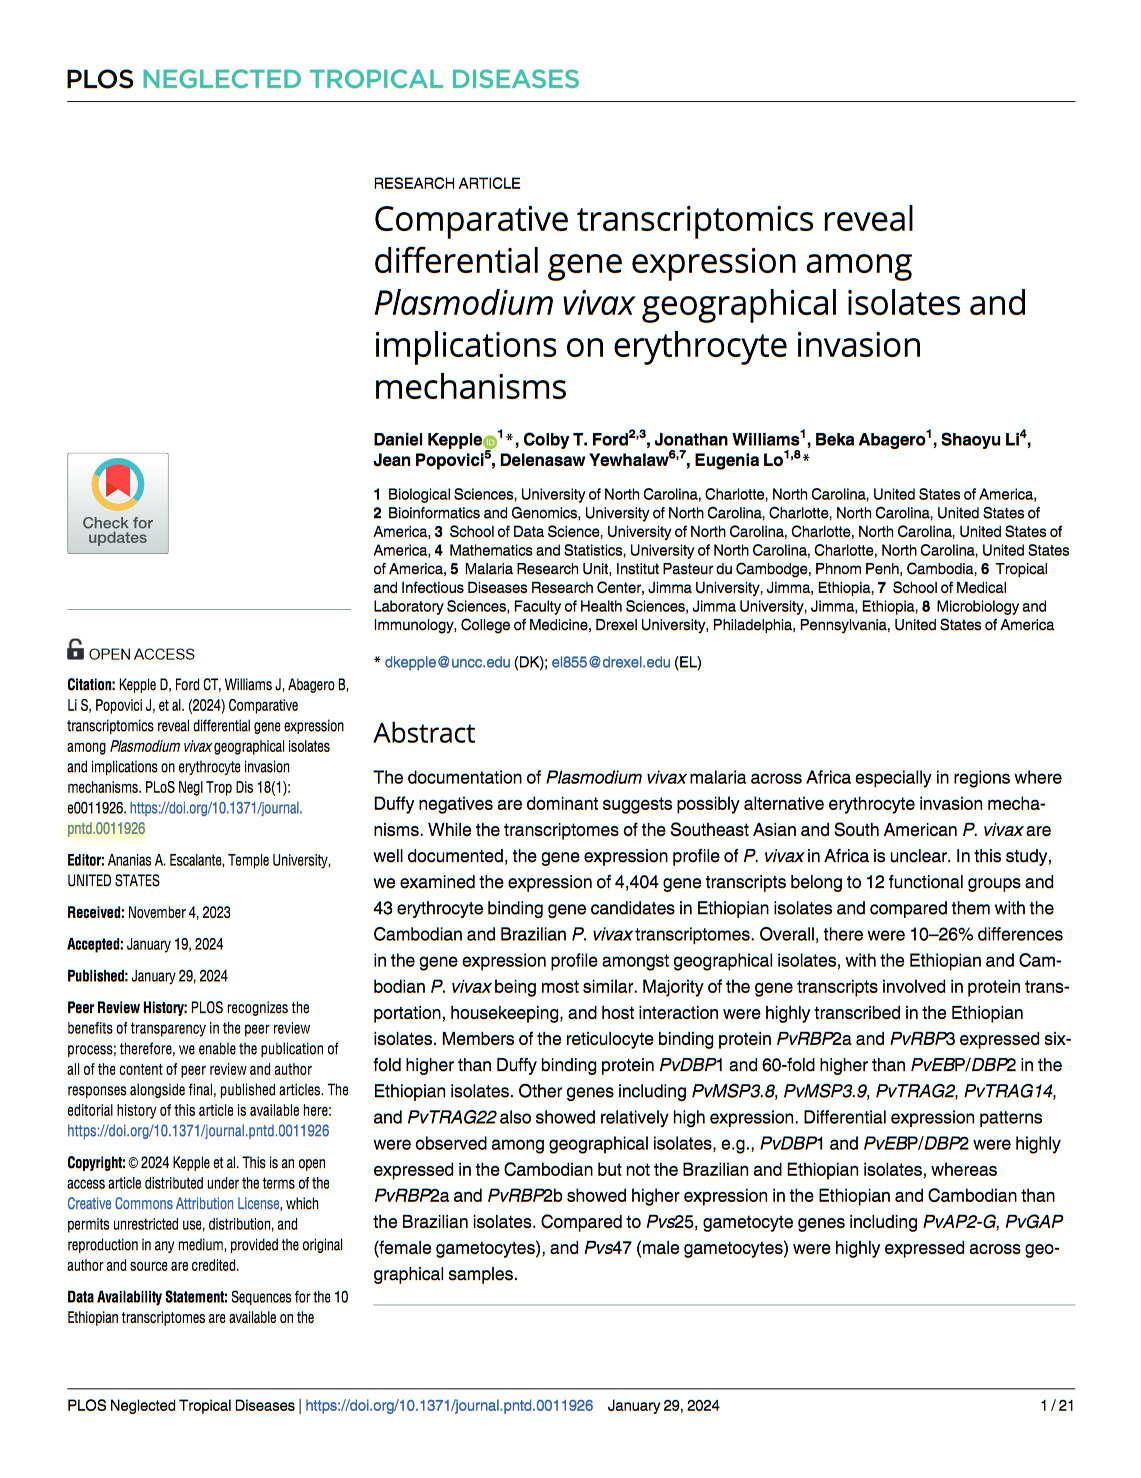 PLOS NEGLECTED TROPICAL DISEASES
RESEARCH ARTICLE
Comparative transcriptomics reveal
differential gene expression among
Plasmodium vivax geographical isolates and
implications on erythrocyte invasion
mechanisms
Daniel Kepple iD 1*, Colby T. Ford2,3, Jonathan Williams1, Beka Abagero1, Shaoyu Li4,
Jean Popovici5, Delenasaw Yewhalaw6,7, Eugenia Lo1,8*
1 Biological Sciences, University of North Carolina, Charlotte, North Carolina, United States of America,
2 Bioinformatics and Genomics, University of North Carolina, Charlotte, North Carolina, United States of
America, 3 School of Data Science, University of North Carolina, Charlotte, North Carolina, United States of
America, 4 Mathematics and Statistics, University of North Carolina, Charlotte, North Carolina, United States
of America, 5 Malaria Research Unit, Institut Pasteur du Cambodge, Phnom Penh, Cambodia, 6 Tropical
and Infectious Diseases Research Center, Jimma University, Jimma, Ethiopia, 7 School of Medical
Laboratory Sciences, Faculty of Health Sciences, Jimma University, Jimma, Ethiopia, 8 Microbiology and
Immunology, College of Medicine, Drexel University, Philadelphia, Pennsylvania, United States of America
* dkepple@uncc.edu (DK); el855@drexel.edu (EL)
Check for
updates
OPEN ACCESS
Citation: Kepple D, Ford CT, Williams J, Abagero B,
Li S, Popovici J, et al. (2024) Comparative
transcriptomics reveal differential gene expression
among Plasmodium vivax geographical isolates
and implications on erythrocyte invasion
mechanisms. PLoS Negl Trop Dis 18(1):
e0011926. https://doi.org/10.1371/journal.
pntd.0011926
Editor: Ananias A. Escalante, Temple University,
UNITED STATES
Received: November 4, 2023
Accepted: January 19, 2024
Published: January 29, 2024
Peer Review History: PLOS recognizes the
benefits of transparency in the peer review
process; therefore, we enable the publication of
all of the content of peer review and author
responses alongside final, published articles. The
editorial history of this article is available here:
https://doi.org/10.1371/journal.pntd.0011926
Copyright: © 2024 Kepple et al. This is an open
access article distributed under the terms of the
Creative Commons Attribution License, which
permits unrestricted use, distribution, and
reproduction in any medium, provided the original
author and source are credited.
Data Availability Statement: Sequences for the 10
Ethiopian transcriptomes are available on the
Abstract
The documentation of Plasmodium vivax malaria across Africa especially in regions where
Duffy negatives are dominant suggests possibly alternative erythrocyte invasion mecha-
nisms. While the transcriptomes of the Southeast Asian and South American P. vivax are
well documented, the gene expression profile of P. vivax in Africa is unclear. In this study,
we examined the expression of 4,404 gene transcripts belong to 12 functional groups and
43 erythrocyte binding gene candidates in Ethiopian isolates and compared them with the
Cambodian and Brazilian P. vivax transcriptomes. Overall, there were 10–26% differences
in the gene expression profile amongst geographical isolates, with the Ethiopian and Cam-
bodian P. vivax being most similar. Majority of the gene transcripts involved in protein trans-
portation, housekeeping, and host interaction were highly transcribed in the Ethiopian
isolates. Members of the reticulocyte binding protein PvRBP2a and PvRBP3 expressed six-
fold higher than Duffy binding protein PvDBP1 and 60-fold higher than PvEBP/DBP2 in the
Ethiopian isolates. Other genes including PvMSP3.8, PvMSP3.9, PvTRAG2, PvTRAG14,
and PvTRAG22 also showed relatively high expression. Differential expression patterns
were observed among geographical isolates, e.g., PvDBP1 and PvEBP/DBP2 were highly
expressed in the Cambodian but not the Brazilian and Ethiopian isolates, whereas
PvRBP2a and PvRBP2b showed higher expression in the Ethiopian and Cambodian than
the Brazilian isolates. Compared to Pvs25, gametocyte genes including PvAP2-G, PvGAP
(female gametocytes), and Pvs47 (male gametocytes) were highly expressed across geo-
graphical samples.
PLOS Neglected Tropical Diseases | https://doi.org/10.1371/journal.pntd.0011926 January 29, 2024
1 / 21